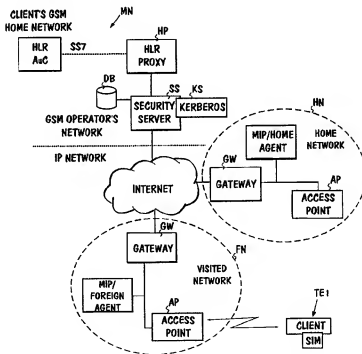 CLIENT'S GSM
HOME NETWORK
MN
HLR
AuC
SS7
HP
HLR
PROXY
DB
SS
KS
SECURITY
SERVER
KERBEROS
GSM OPERATOR'S
NETWORK
IP NETWORK
HN
MIP/HOME
AGENT
HOME
NETWORK
GW
GATEWAY
AP
ACCESS
POINT
INTERNET
GW
GATEWAY
FN
VISITED
NETWORK
MIP/
FOREIGN
AGENT
AP
ACCESS
POINT
TE1
CLIENT
SIM